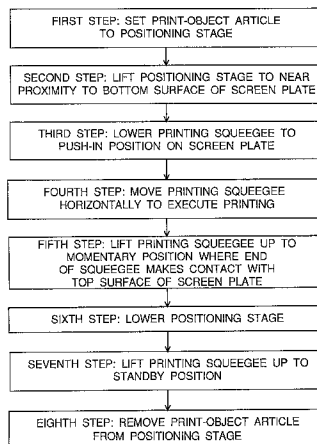 FIRST STEP: SET PRINT-OBJECT ARTICLE
TO POSITIONING STAGE
SECOND STEP: LIFT POSITIONING STAGE TO NEAR
PROXIMITY TO BOTTOM SURFACE OF SCREEN PLATE
THIRD STEP: LOWER PRINTING SQUEEGEE TO
PUSH-IN POSITION ON SCREEN PLATE
FOURTH STEP: MOVE PRINTING SQUEEGEE
HORIZONTALLY TO EXECUTE PRINTING
FIFTH STEP: LIFT PRINTING SQUEEGEE UP TO
MOMENTARY POSITION WHERE END
OF SQUEEGEE MAKES CONTACT WITH
TOP SURFACE OF SCREEN PLATE
SIXTH STEP: LOWER POSITIONING STAGE
SEVENTH STEP: LIFT PRINTING SQUEEGEE UP TO
STANDBY POSITION
EIGHTH STEP: REMOVE PRINT-OBJECT ARTICLE
FROM POSITIONING STAGE